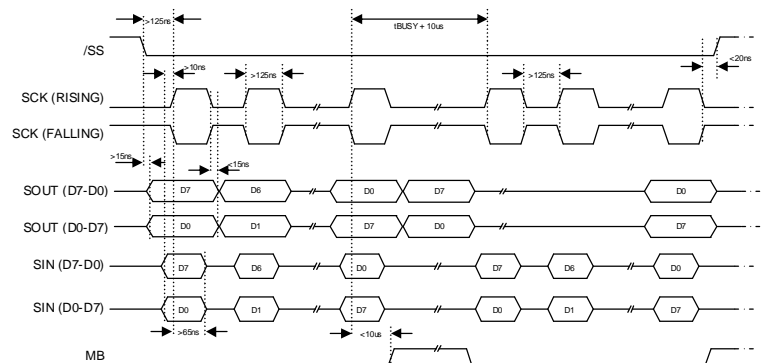 >125ns
tBUSY + 10us
/SS
>10ns
>125ns
>125ns
<20ns
SCK (RISING)
SCK (FALLING)
>15ns
<15ns
SOUT (D7-D0)
D7
D6
D0
D7
D0
SOUT (D0-D7)
D0
D1
D7
D0
D7
SIN (D7-D0)
D7
D6
D0
D7
D6
D0
SIN (D0-D7)
D0
D1
D7
D0
D1
D7
>65ns
<10us
MB